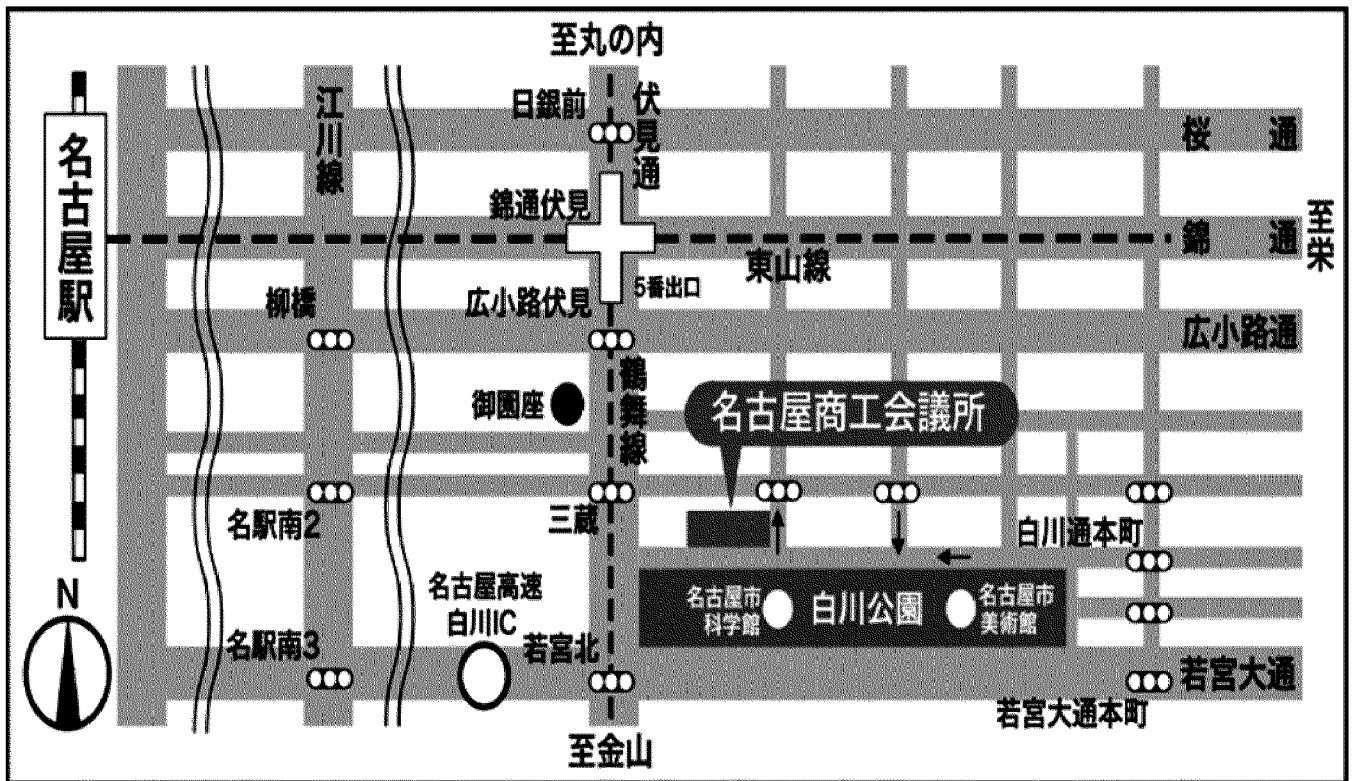 至丸の内
日銀前
伏見通
江川線
桜 通
名古屋駅
錦通伏見
錦 通
至栄
東山線
柳橋
広小路伏見
5番出口
広小路通
御園座
鶴舞線
名古屋商工会議所
名駅南2
三蔵
白川通本町
N
名古屋高速
白川IC
名古屋市
科学館
白川公園
名古屋市
美術館
名駅南3
若宮北
若宮大通
若宮大通本町
至金山